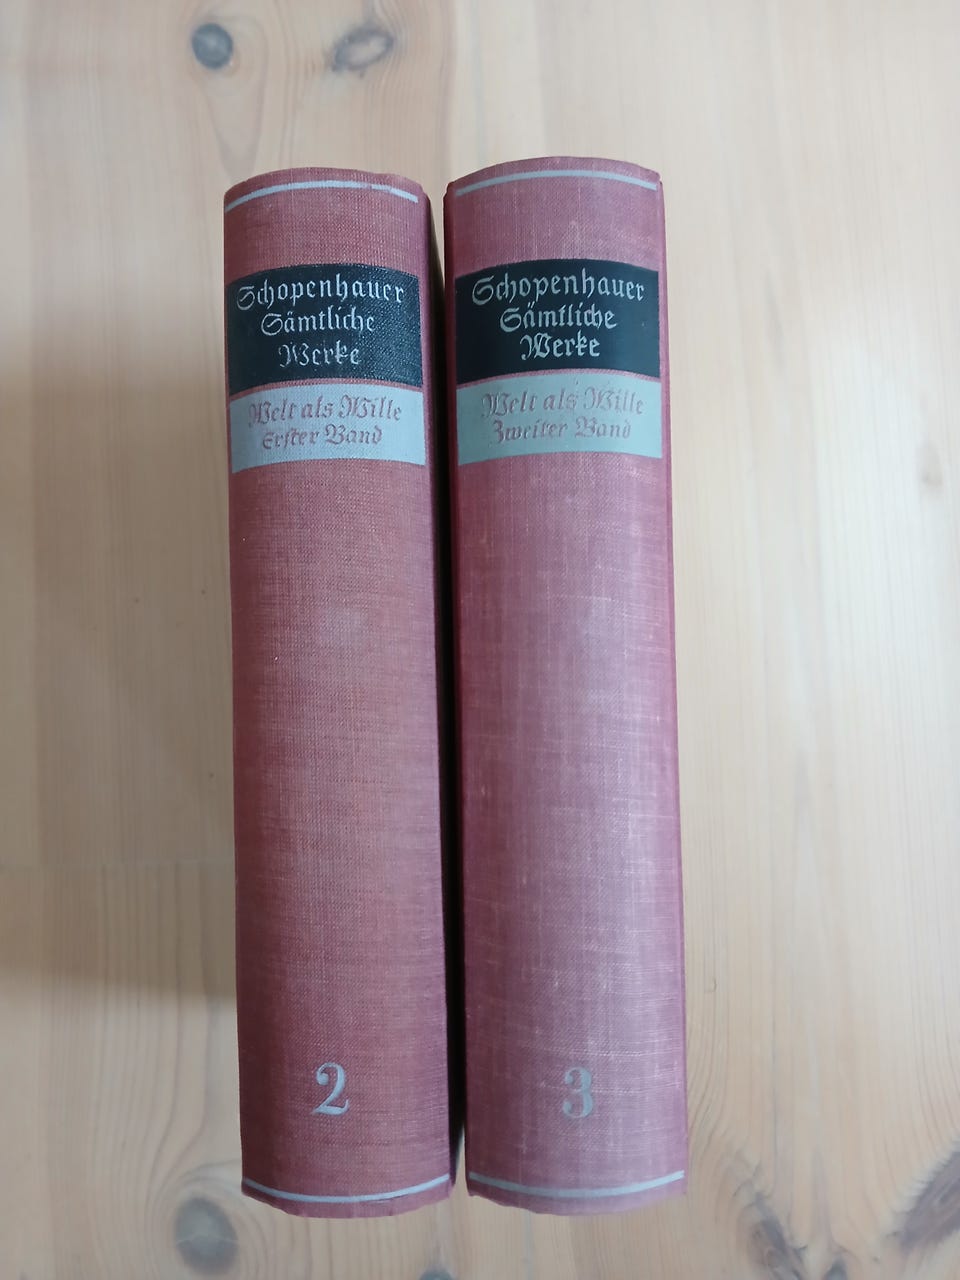 Schopenhauer
Sämtliche
Werke
Welt als Wille
Erster Band
2
Schopenhauer
Sämtliche
Werke
Welt als Wille
Zweiter Band
3